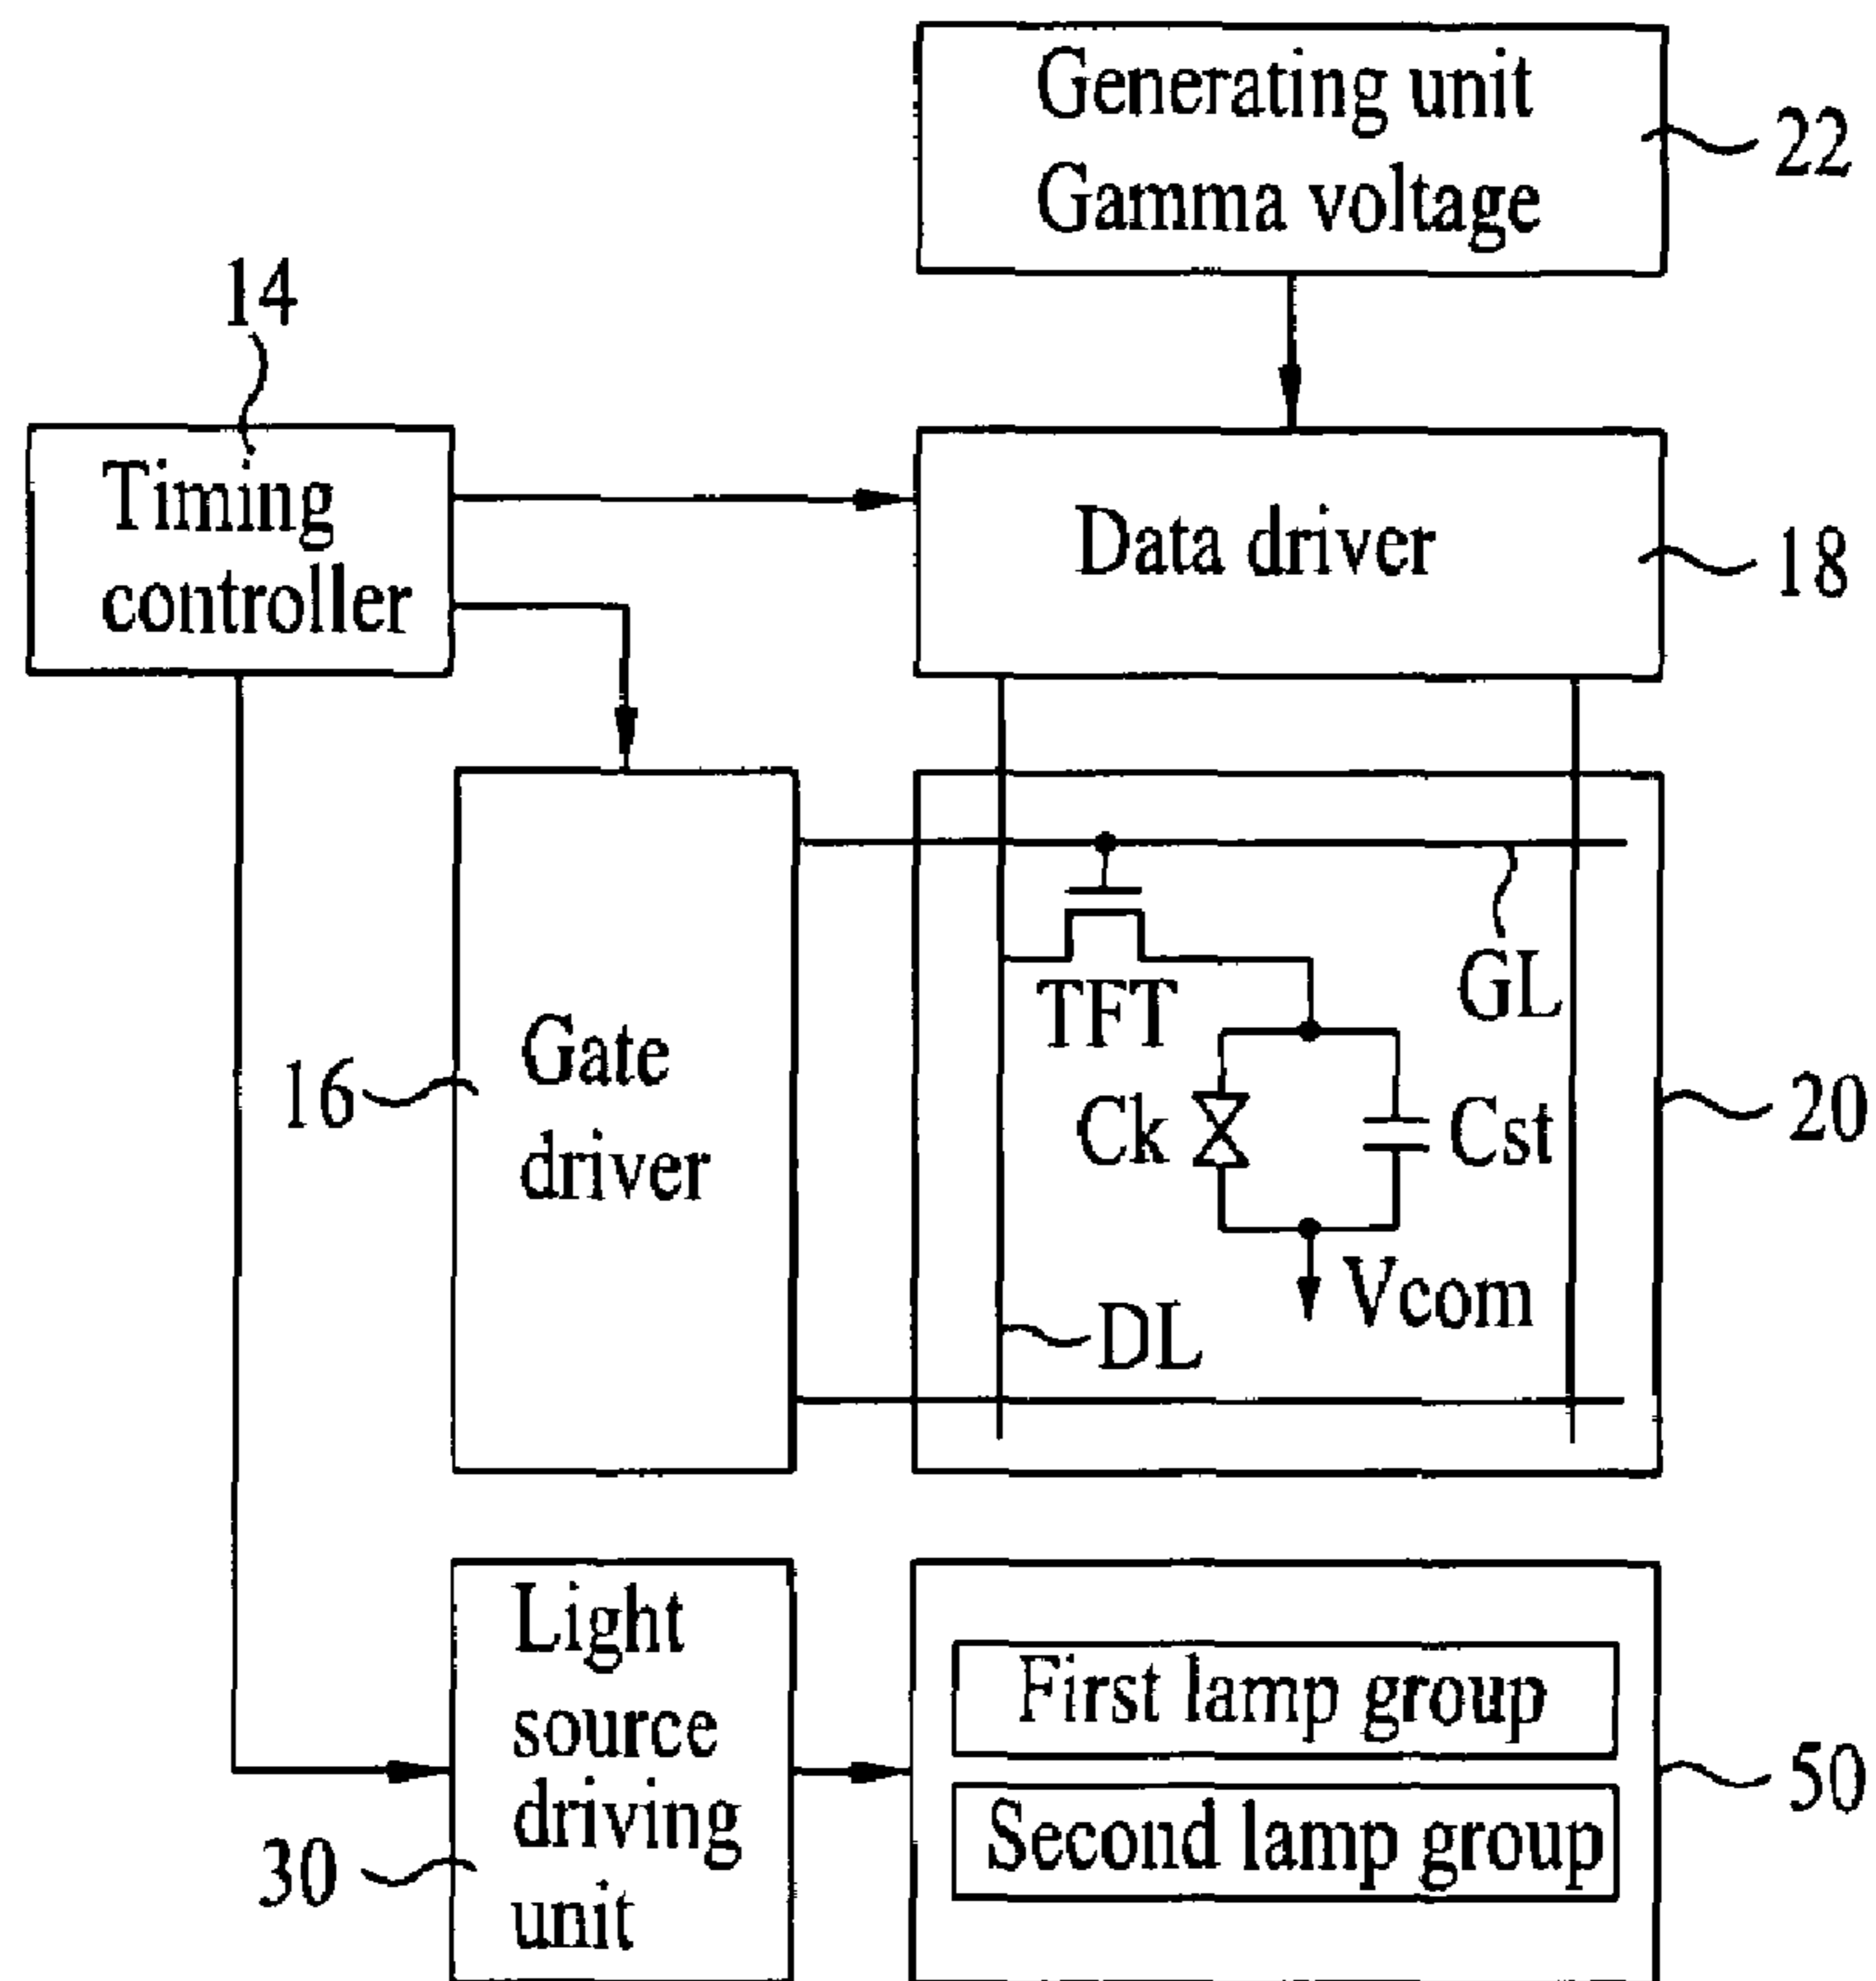 Generating unit
Gamma voltage
22
14
Timing
controller
Data driver
18
Gate
driver
16
TFT
GL
Ck
Cst
20
Vcom
DL
Light
source
driving
unit
30
First lamp group
Second lamp group
50